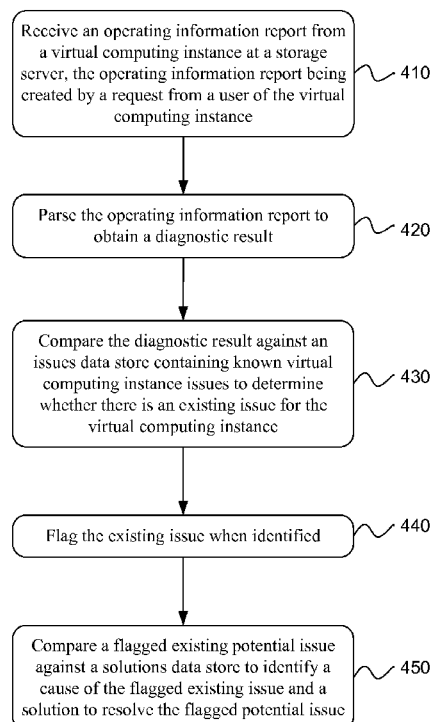 Receive an operating information report from
a virtual computing instance at a storage
server, the operating information report being
created by a request from a user of the virtual
computing instance
410
Parse the operating information report to
obtain a diagnostic result
420
Compare the diagnostic result against an
issues data store containing known virtual
computing instance issues to determine
whether there is an existing issue for the
virtual computing instance
430
Flag the existing issue when identified
440
Compare a flagged existing potential issue
against a solutions data store to identify a
cause of the flagged existing issue and a
solution to resolve the flagged potential issue
450